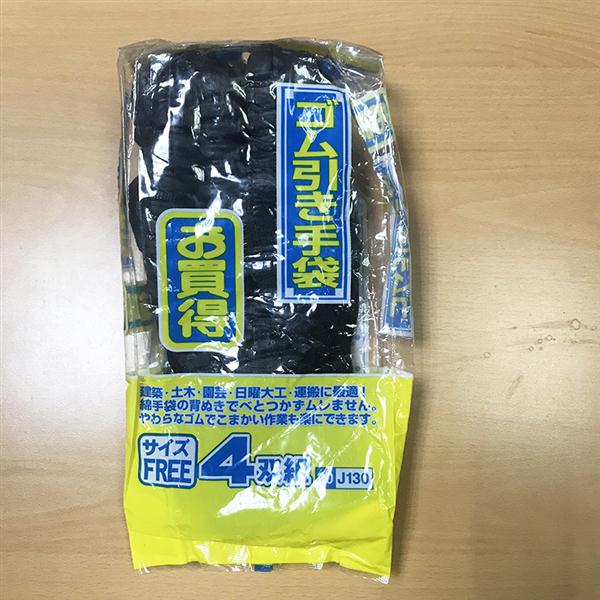 ゴム引き手袋
お買得
建築・土木・園芸・日曜大工・運搬に最適!
綿手袋の背ぬきでべとつかずムレません。
やわらなゴムでこまかい作業も楽にできます。
サイズ
FREE
4双組
J130